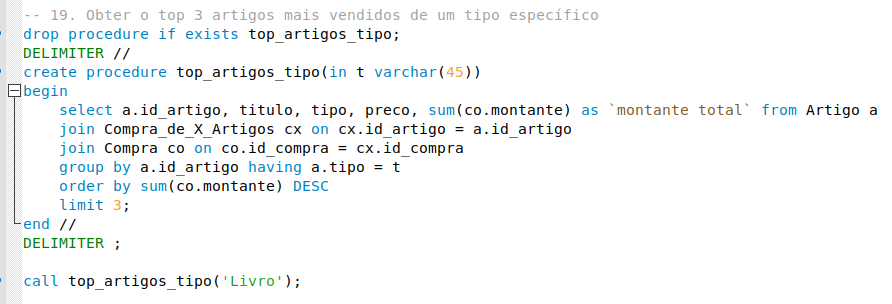 -- 19. Obter o top 3 artigos mais vendidos de um tipo específico
drop procedure if exists top_artigos_tipo;
DELIMITER //
create procedure top_artigos_tipo(in t varchar(45))
begin
    select a.id_artigo, titulo, tipo, preco, sum(co.montante) as `montante total` from Artigo a
    join Compra_de_X_Artigos cx on cx.id_artigo = a.id_artigo
    join Compra co on co.id_compra = cx.id_compra
    group by a.id_artigo having a.tipo = t
    order by sum(co.montante) DESC
    limit 3;
end //
DELIMITER ;
call top_artigos_tipo('Livro');